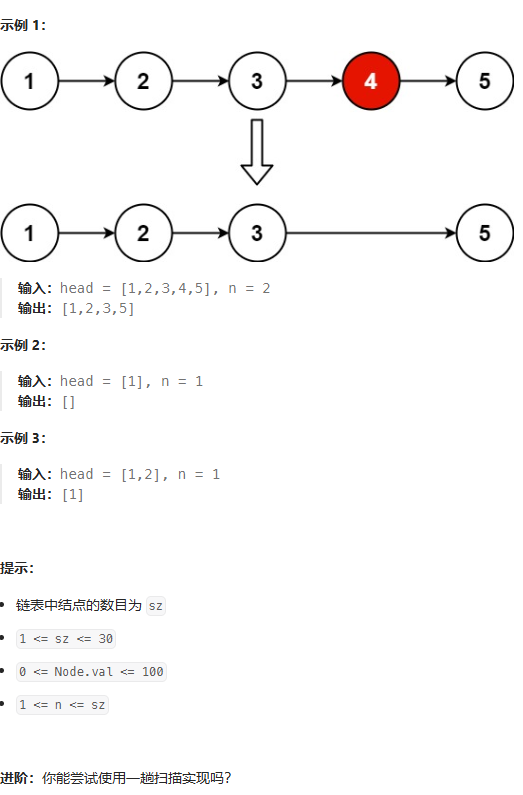 示例 1：
1 2 3 4 5
1 2 3 5
输入：head = [1,2,3,4,5], n = 2
输出：[1,2,3,5]
示例 2：
输入：head = [1], n = 1
输出：[]
示例 3：
输入：head = [1,2], n = 1
输出：[1]
提示：
• 链表中结点的数目为 sz
• 1 <= sz <= 30
• 0 <= Node.val <= 100
• 1 <= n <= sz
进阶：你能尝试使用一趟扫描实现吗？